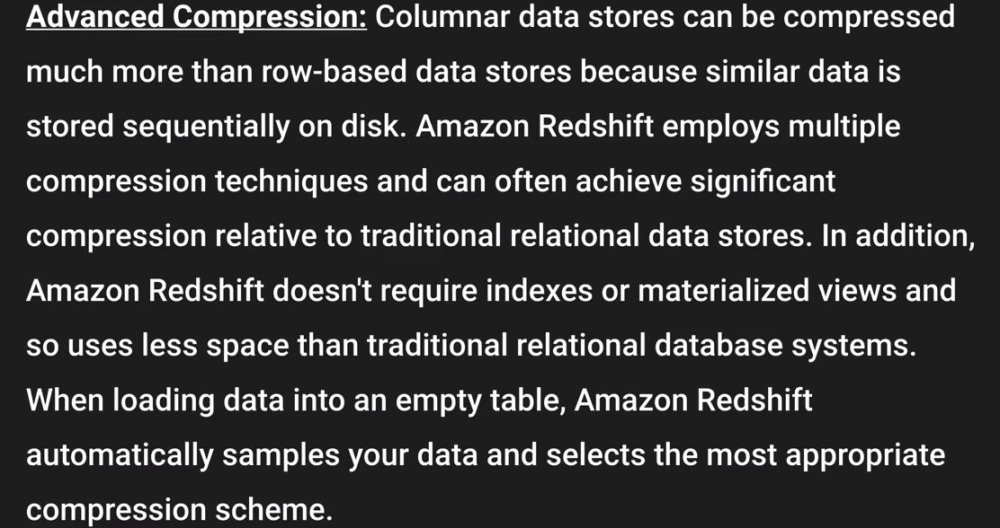 Advanced Compression: Columnar data stores can be compressed
much more than row-based data stores because similar data is
stored sequentially on disk. Amazon Redshift employs multiple
compression techniques and can often achieve significant
compression relative to traditional relational data stores. In addition,
Amazon Redshift doesn't require indexes or materialized views and
so uses less space than traditional relational database systems.
When loading data into an empty table, Amazon Redshift
automatically samples your data and selects the most appropriate
compression scheme.